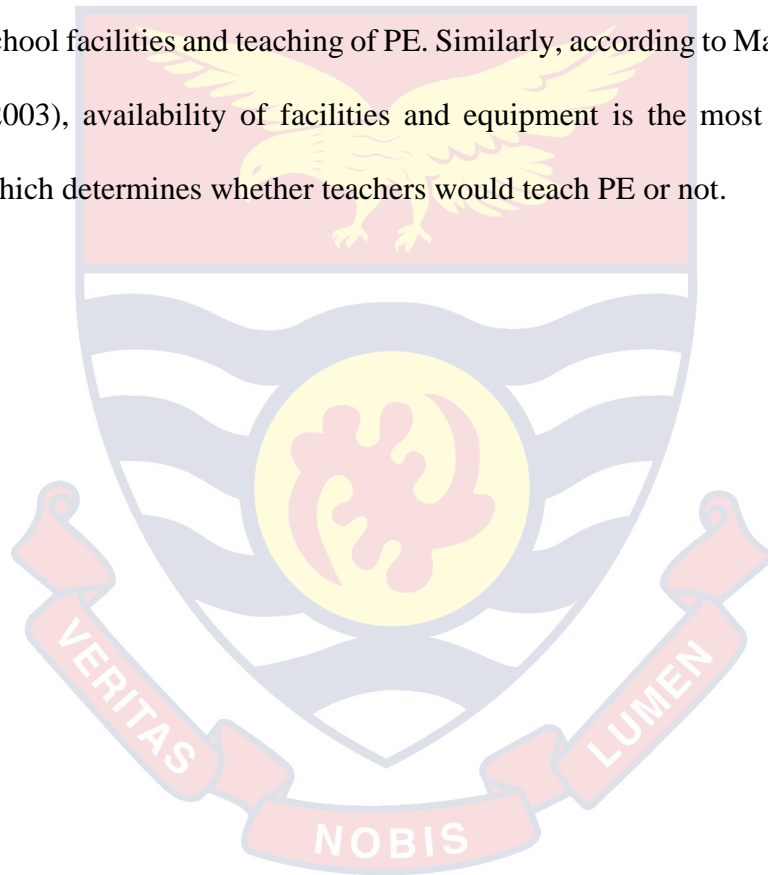 chool facilities and teaching of PE. Similarly, according to Ma
2003), availability of facilities and equipment is the most
hich determines whether teachers would teach PE or not.
VERITAS
NOBIS
LUMEN